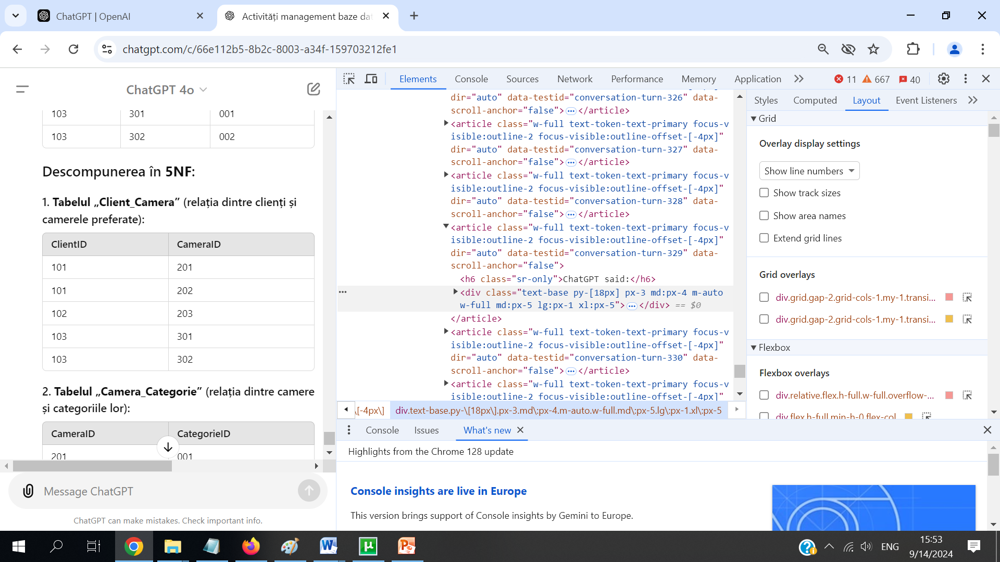 ChatGPT | OpenAI
Activități management baze dat
chatgpt.com/c/66e112b5-8b2c-8003-a34f-159703212fe1
ChatGPT 4o
103 301 001
103 302 002
Descompunerea în 5NF:
1. Tabelul „Client_Camera” (relația dintre clienți și
camerele preferate):
ClientID CameraID
101 201
101 202
102 203
103 301
103 302
2. Tabelul „Camera_Categorie” (relația dintre camere
și categoriile lor):
CameraID CategorieID
201 001
Message ChatGPT
ChatGPT can make mistakes. Check important info.
Elements Console Sources Network Performance Memory Application 11 667 40
dir="auto" data-testid="conversation-turn-326" data-
scroll-anchor="false"> … </article>
<article class="w-full text-token-text-primary focus-v
isible:outline-2 focus-visible:outline-offset-[-4px]"
dir="auto" data-testid="conversation-turn-327" data-
scroll-anchor="false"> … </article>
<article class="w-full text-token-text-primary focus-v
isible:outline-2 focus-visible:outline-offset-[-4px]"
dir="auto" data-testid="conversation-turn-328" data-
scroll-anchor="false"> … </article>
<article class="w-full text-token-text-primary focus-v
isible:outline-2 focus-visible:outline-offset-[-4px]"
dir="auto" data-testid="conversation-turn-329" data-
scroll-anchor="false">
<h6 class="sr-only">ChatGPT said:</h6>
<div class="text-base py-[18px] px-3 md:px-4 m-auto
w-full md:px-5 lg:px-1 xl:px-5"> … </div> == $0
</article>
<article class="w-full text-token-text-primary focus-v
isible:outline-2 focus-visible:outline-offset-[-4px]"
dir="auto" data-testid="conversation-turn-330" data-
scroll-anchor="false"> … </article>
<article class="w-full text-token-text-primary focus-v
isible:outline-2 focus-visible:outline-offset-[-4px]"
\[-4px\] div.text-base.py-\[18px\].px-3.md\:px-4.m-auto.w-full.md\:px-5.lg\:px-1.xl\:px-5
Styles Computed Layout Event Listeners
Grid
Overlay display settings
Show line numbers
Show track sizes
Show area names
Extend grid lines
Grid overlays
div.grid.gap-2.grid-cols-1.my-1.transi...
div.grid.gap-2.grid-cols-1.my-1.transi...
Flexbox
Flexbox overlays
div.relative.flex.h-full.w-full.overflow-...
div.flex.h-full.min-h-0.flex-col
Console Issues What's new
Highlights from the Chrome 128 update
Console insights are live in Europe
This version brings support of Console insights by Gemini to Europe.
ENG
15:53
9/14/2024